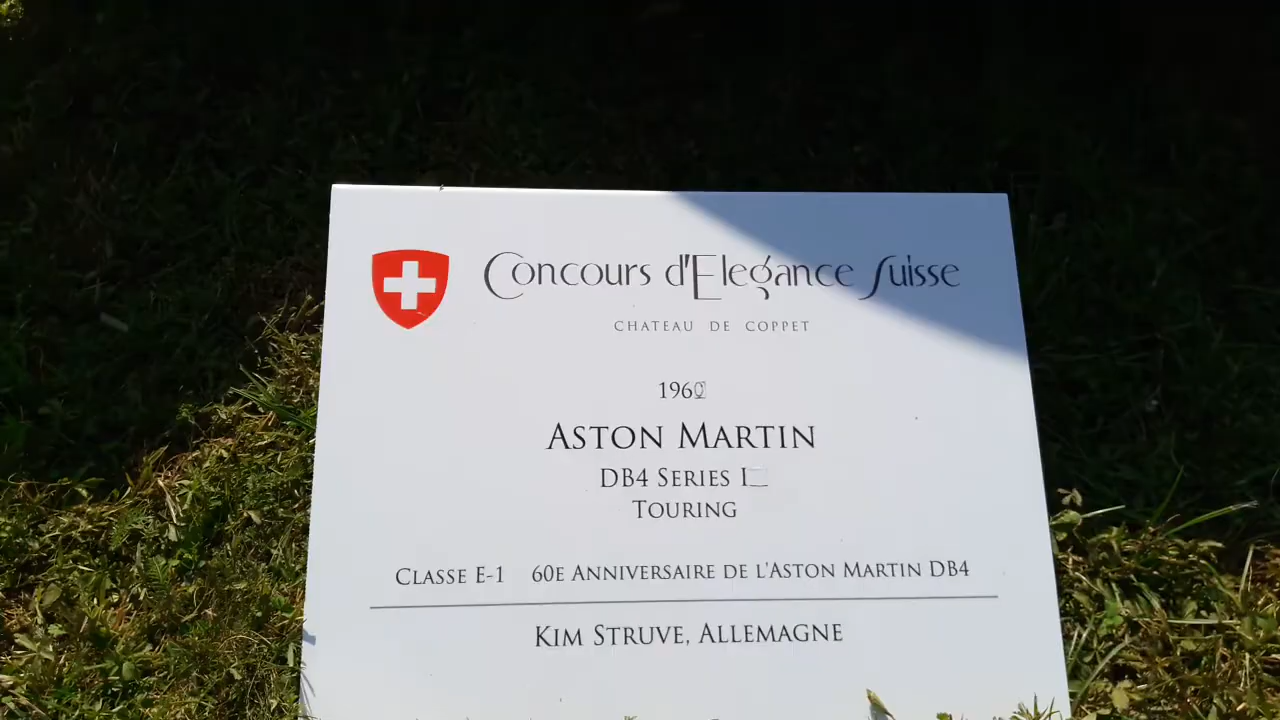 Concours d'Elegance Suisse
CHATEAU DE COPPET
1960
ASTON MARTIN
DB4 SERIES I
TOURING
CLASSE E-1 60E ANNIVERSAIRE DE L'ASTON MARTIN DB4
KIM STRUVE, ALLEMAGNE